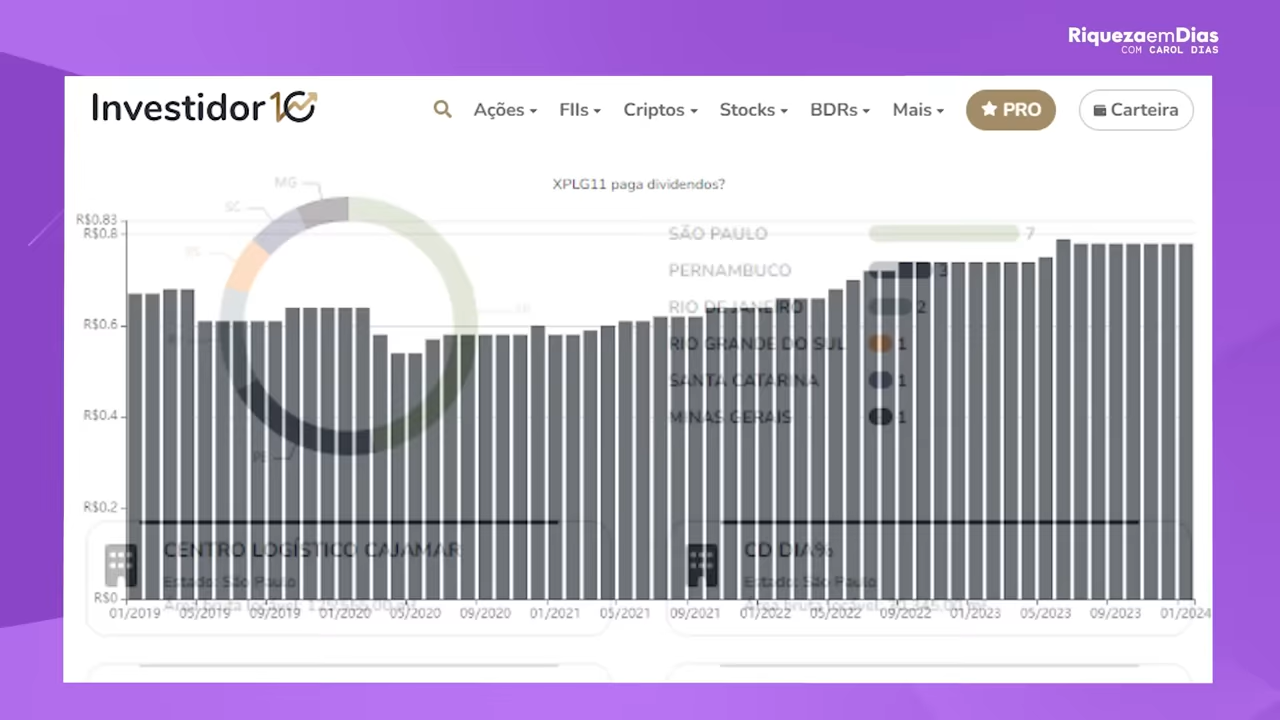 RiquezaemDias
COM CAROL DIAS
Investidor10
Ações
FIIs
Criptos
Stocks
BDRs
Mais
PRO
Carteira
XPLG11 paga dividendos?
MG
SC
PE
R$0.83
R$0.8
R$0.6
R$0.4
R$0.2
R$0
SÃO PAULO 7
PERNAMBUCO 3
RIO DE JANEIRO 2
RIO GRANDE DO SUL 1
SANTA CATARINA 1
MINAS GERAIS 1
CENTRO LOGÍSTICO CAJAMAR
Estado: São Paulo
CD DIA%
Estado: São Paulo
01/2019 05/2019 09/2019 01/2020 05/2020 09/2020 01/2021 05/2021 09/2021 01/2022 05/2022 09/2022 01/2023 05/2023 09/2023 01/2024